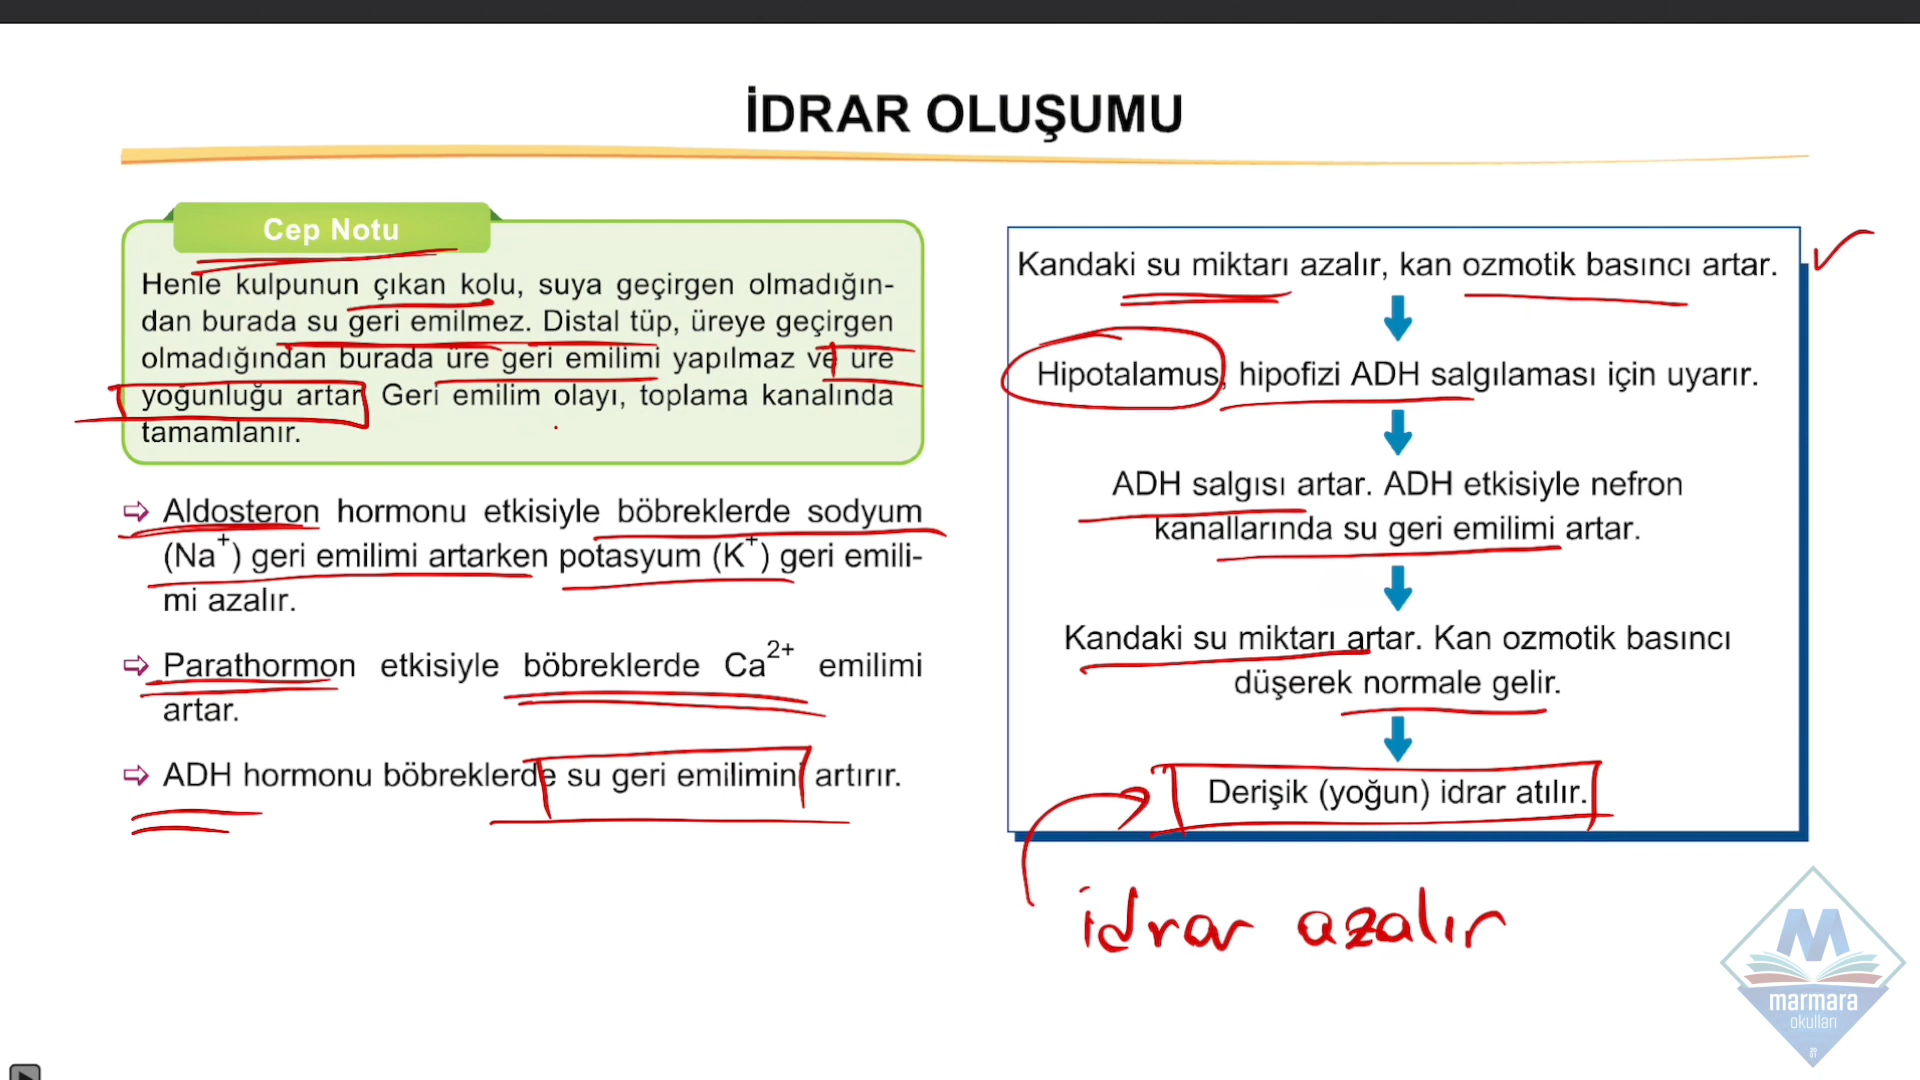 İDRAR OLUŞUMU
Cep Notu
Henle kulpunun çıkan kolu, suya geçirgen olmadığın-
dan burada su geri emilmez. Distal tüp, üreye geçirgen
olmadığından burada üre geri emilimi yapılmaz ve üre
yoğunluğu artar. Geri emilim olayı, toplama kanalında
tamamlanır.
⇨ Aldosteron hormonu etkisiyle böbreklerde sodyum
(Na⁺) geri emilimi artarken potasyum (K⁺) geri emili-
mi azalır.
⇨ Parathormon etkisiyle böbreklerde Ca²⁺ emilimi
artar.
⇨ ADH hormonu böbreklerde su geri emilimini artırır.
Kandaki su miktarı azalır, kan ozmotik basıncı artar.
Hipotalamus, hipofizi ADH salgılaması için uyarır.
ADH salgısı artar. ADH etkisiyle nefron
kanallarında su geri emilimi artar.
Kandaki su miktarı artar. Kan ozmotik basıncı
düşerek normale gelir.
Derişik (yoğun) idrar atılır.
idrar azalır
marmara
okulları